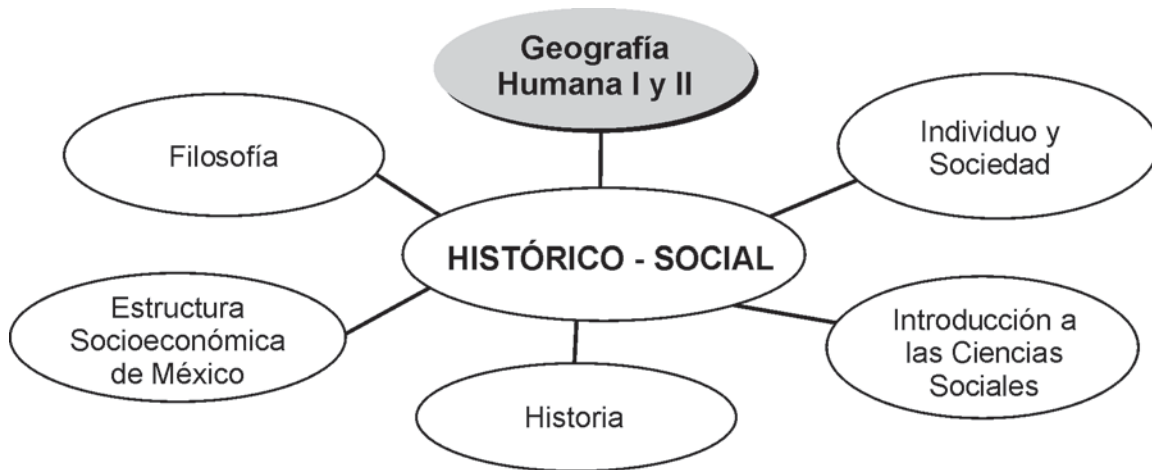 Geografía
Humana I y II
Filosofía
Individuo y
Sociedad
HISTÓRICO - SOCIAL
Estructura
Socioeconómica
de México
Introducción a
las Ciencias
Sociales
Historia